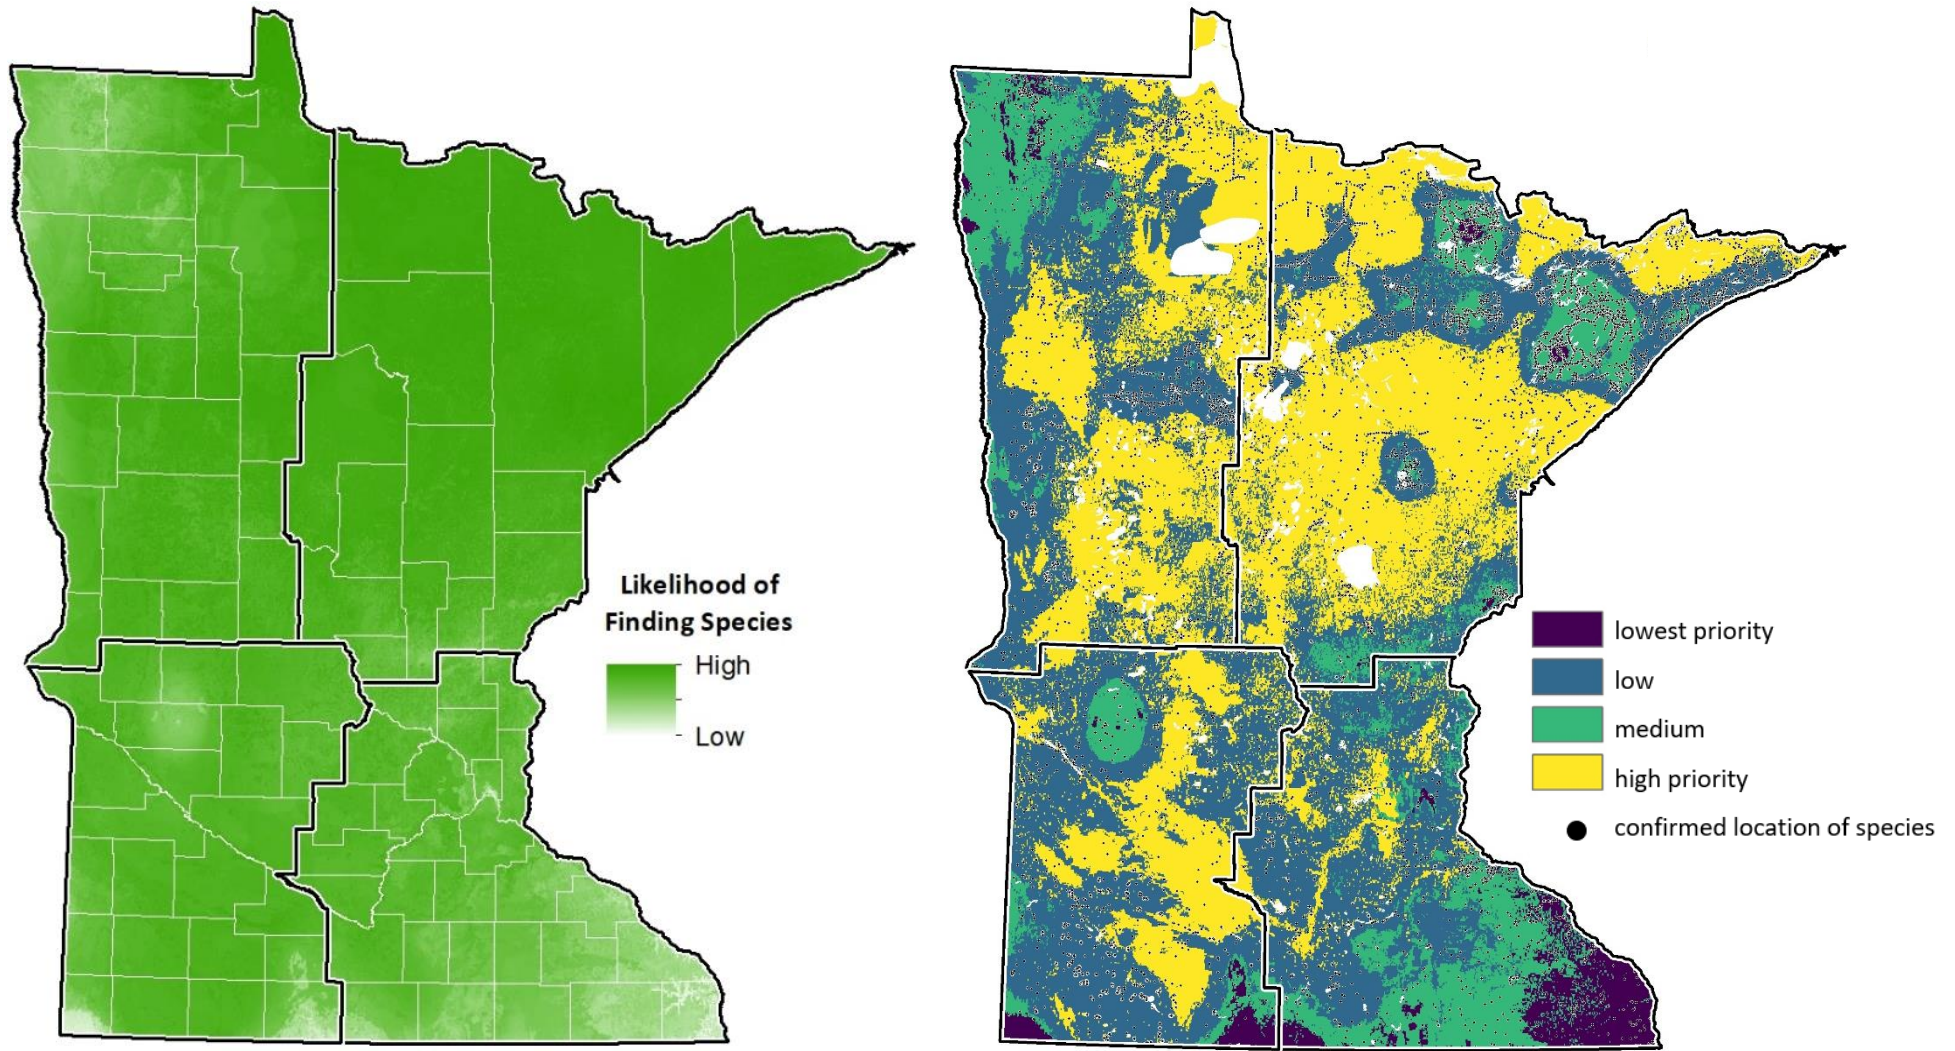 Likelihood of
Finding Species
High
Low
lowest priority
low
medium
high priority
confirmed location of species